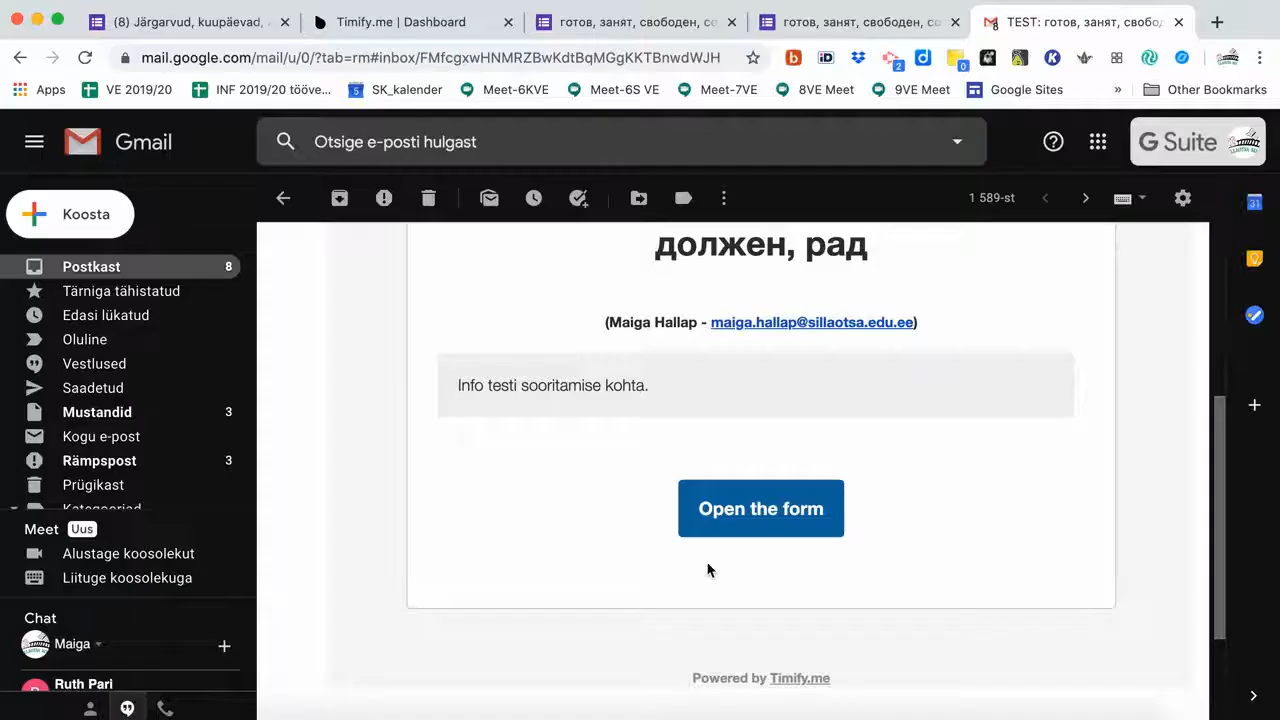 (8) Järgarvud, kuupäevad,
Timify.me | Dashboard
готов, занят, свободен, се
готов, занят, свободен, се
TEST: готов, занят, свобо
mail.google.com/mail/u/0/?tab=rm#inbox/FMfcgxwHNMRZBwKdtBqMGgKKTBnwdWJH
2
0
Apps
VE 2019/20
INF 2019/20 tööve...
SK_kalender
Meet-6KVE
Meet-6S VE
Meet-7VE
8VE Meet
9VE Meet
Google Sites
»
Other Bookmarks
Gmail
Otsige e-posti hulgast
G Suite
Koosta
1 589-st
31
Postkast 8
Tärniga tähistatud
Edasi lükatud
Oluline
Vestlused
Saadetud
Mustandid 3
Kogu e-post
Rämpspost 3
Prügikast
Kategooriad
Meet Uus
Alustage koosolekut
Liituge koosolekuga
Chat
Maiga
Ruth Pari
должен, рад
(Maiga Hallap - maiga.hallap@sillaotsa.edu.ee)
Info testi sooritamise kohta.
Open the form
Powered by Timify.me